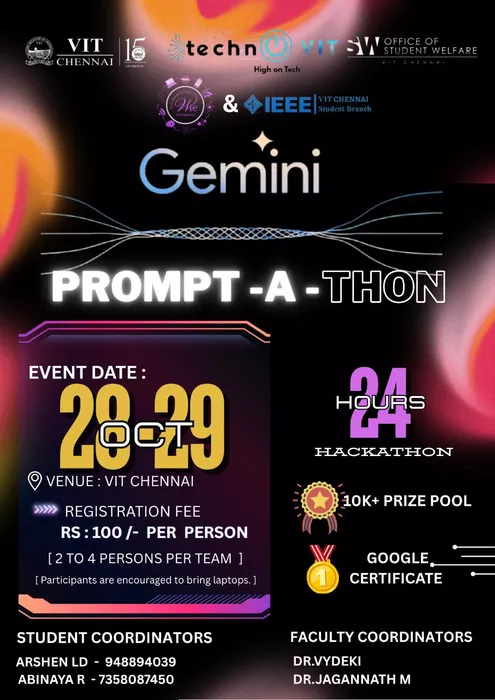 VIT
CHENNAI
15
technO VIT
High on Tech
SW OFFICE OF
STUDENT WELFARE
VIT CHENNAI
& IEEE VIT CHENNAI
Student Branch
Gemini
PROMPT -A -THON
EVENT DATE :
28-29
OCT
VENUE : VIT CHENNAI
REGISTRATION FEE
RS : 100 /- PER PERSON
[ 2 TO 4 PERSONS PER TEAM ]
[ Participants are encouraged to bring laptops. ]
24
HOURS
HACKATHON
10K+ PRIZE POOL
1
GOOGLE
CERTIFICATE
STUDENT COORDINATORS
ARSHEN LD - 948894039
ABINAYA R - 7358087450
FACULTY COORDINATORS
DR.VYDEKI
DR.JAGANNATH M